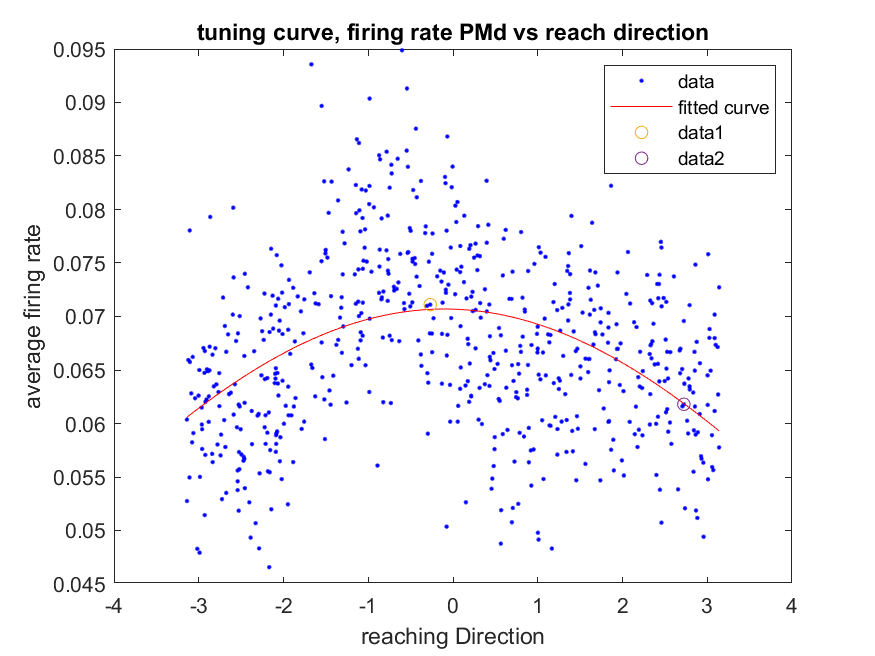 tuning curve, firing rate PMd vs reach direction
0.095
0.09
0.085
0.08
0.075
0.07
0.065
0.06
0.055
0.05
0.045
average firing rate
data
fitted curve
data1
data2
-4 -3 -2 -1 0 1 2 3 4
reaching Direction